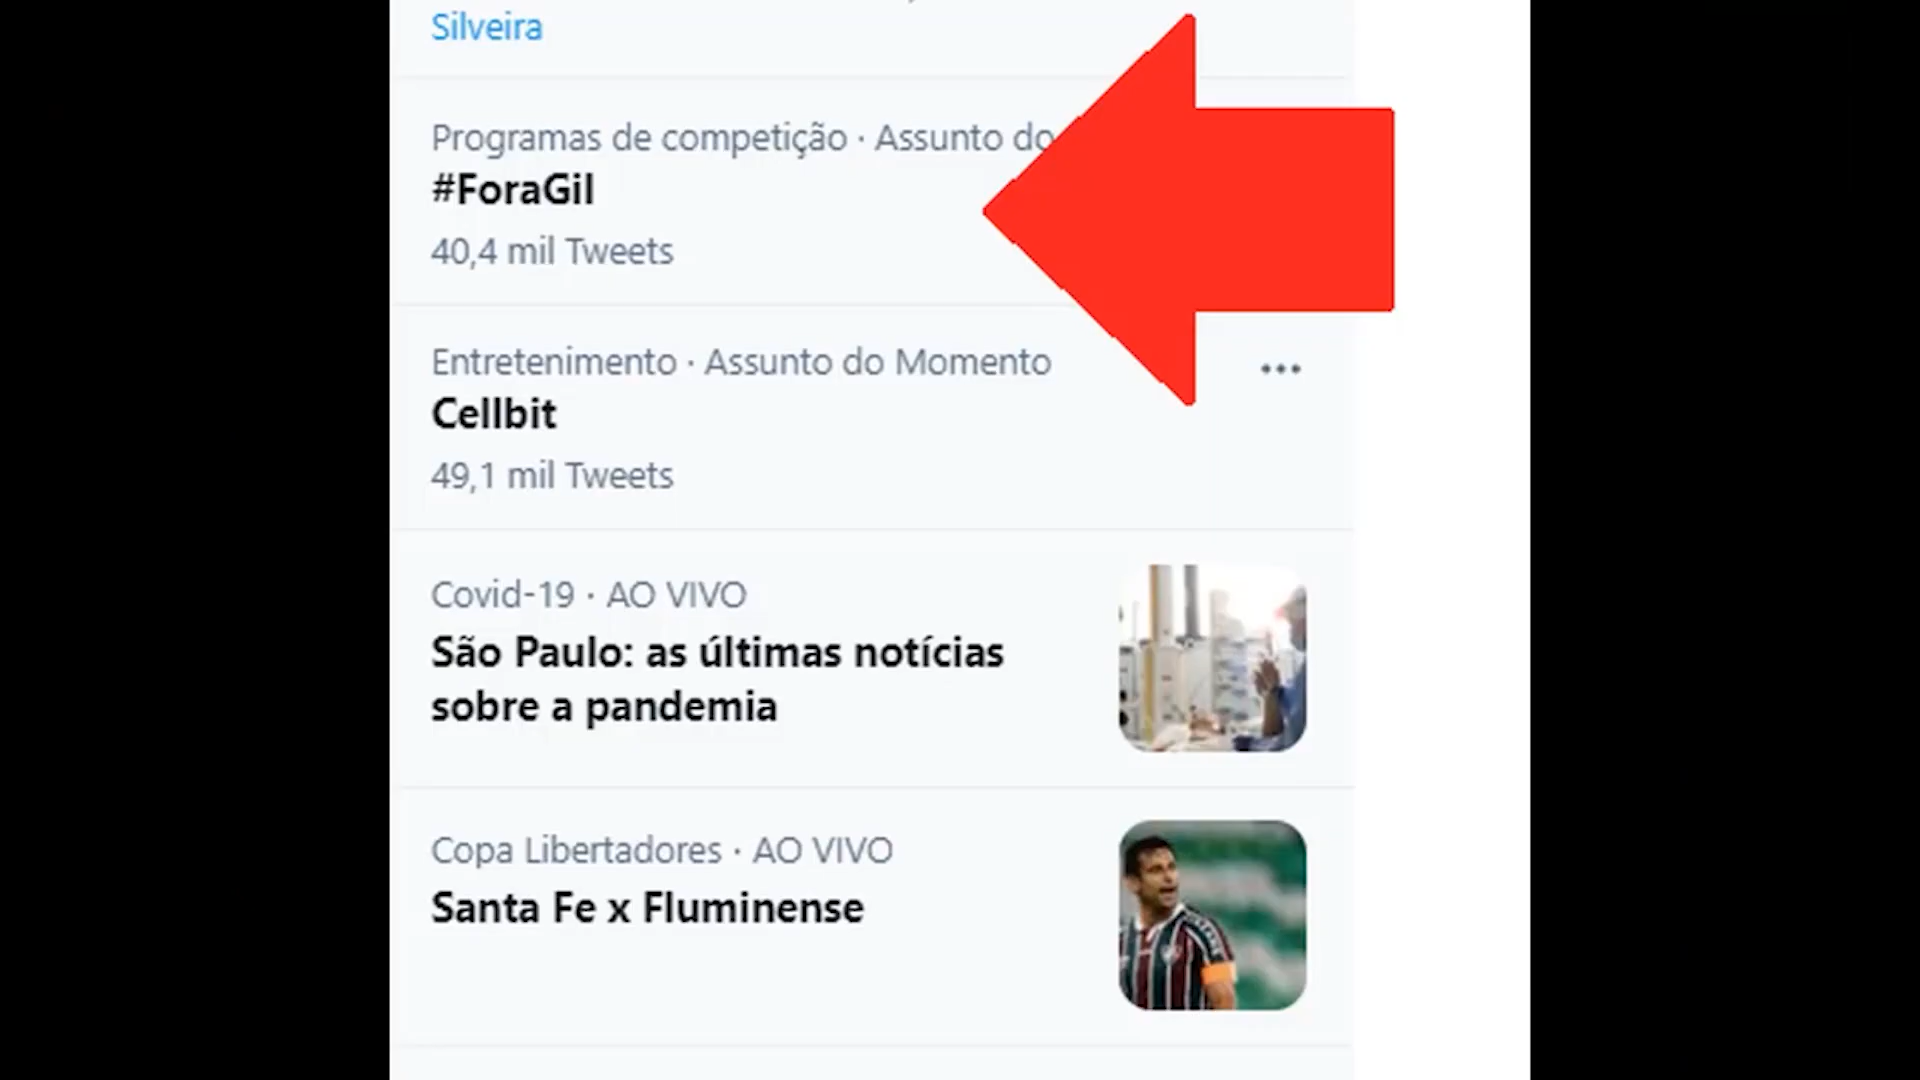 Silveira
Programas de competição · Assunto do
#ForaGil
40,4 mil Tweets
Entretenimento · Assunto do Momento
Cellbit
49,1 mil Tweets
Covid-19 · AO VIVO
São Paulo: as últimas notícias
sobre a pandemia
Copa Libertadores · AO VIVO
Santa Fe x Fluminense